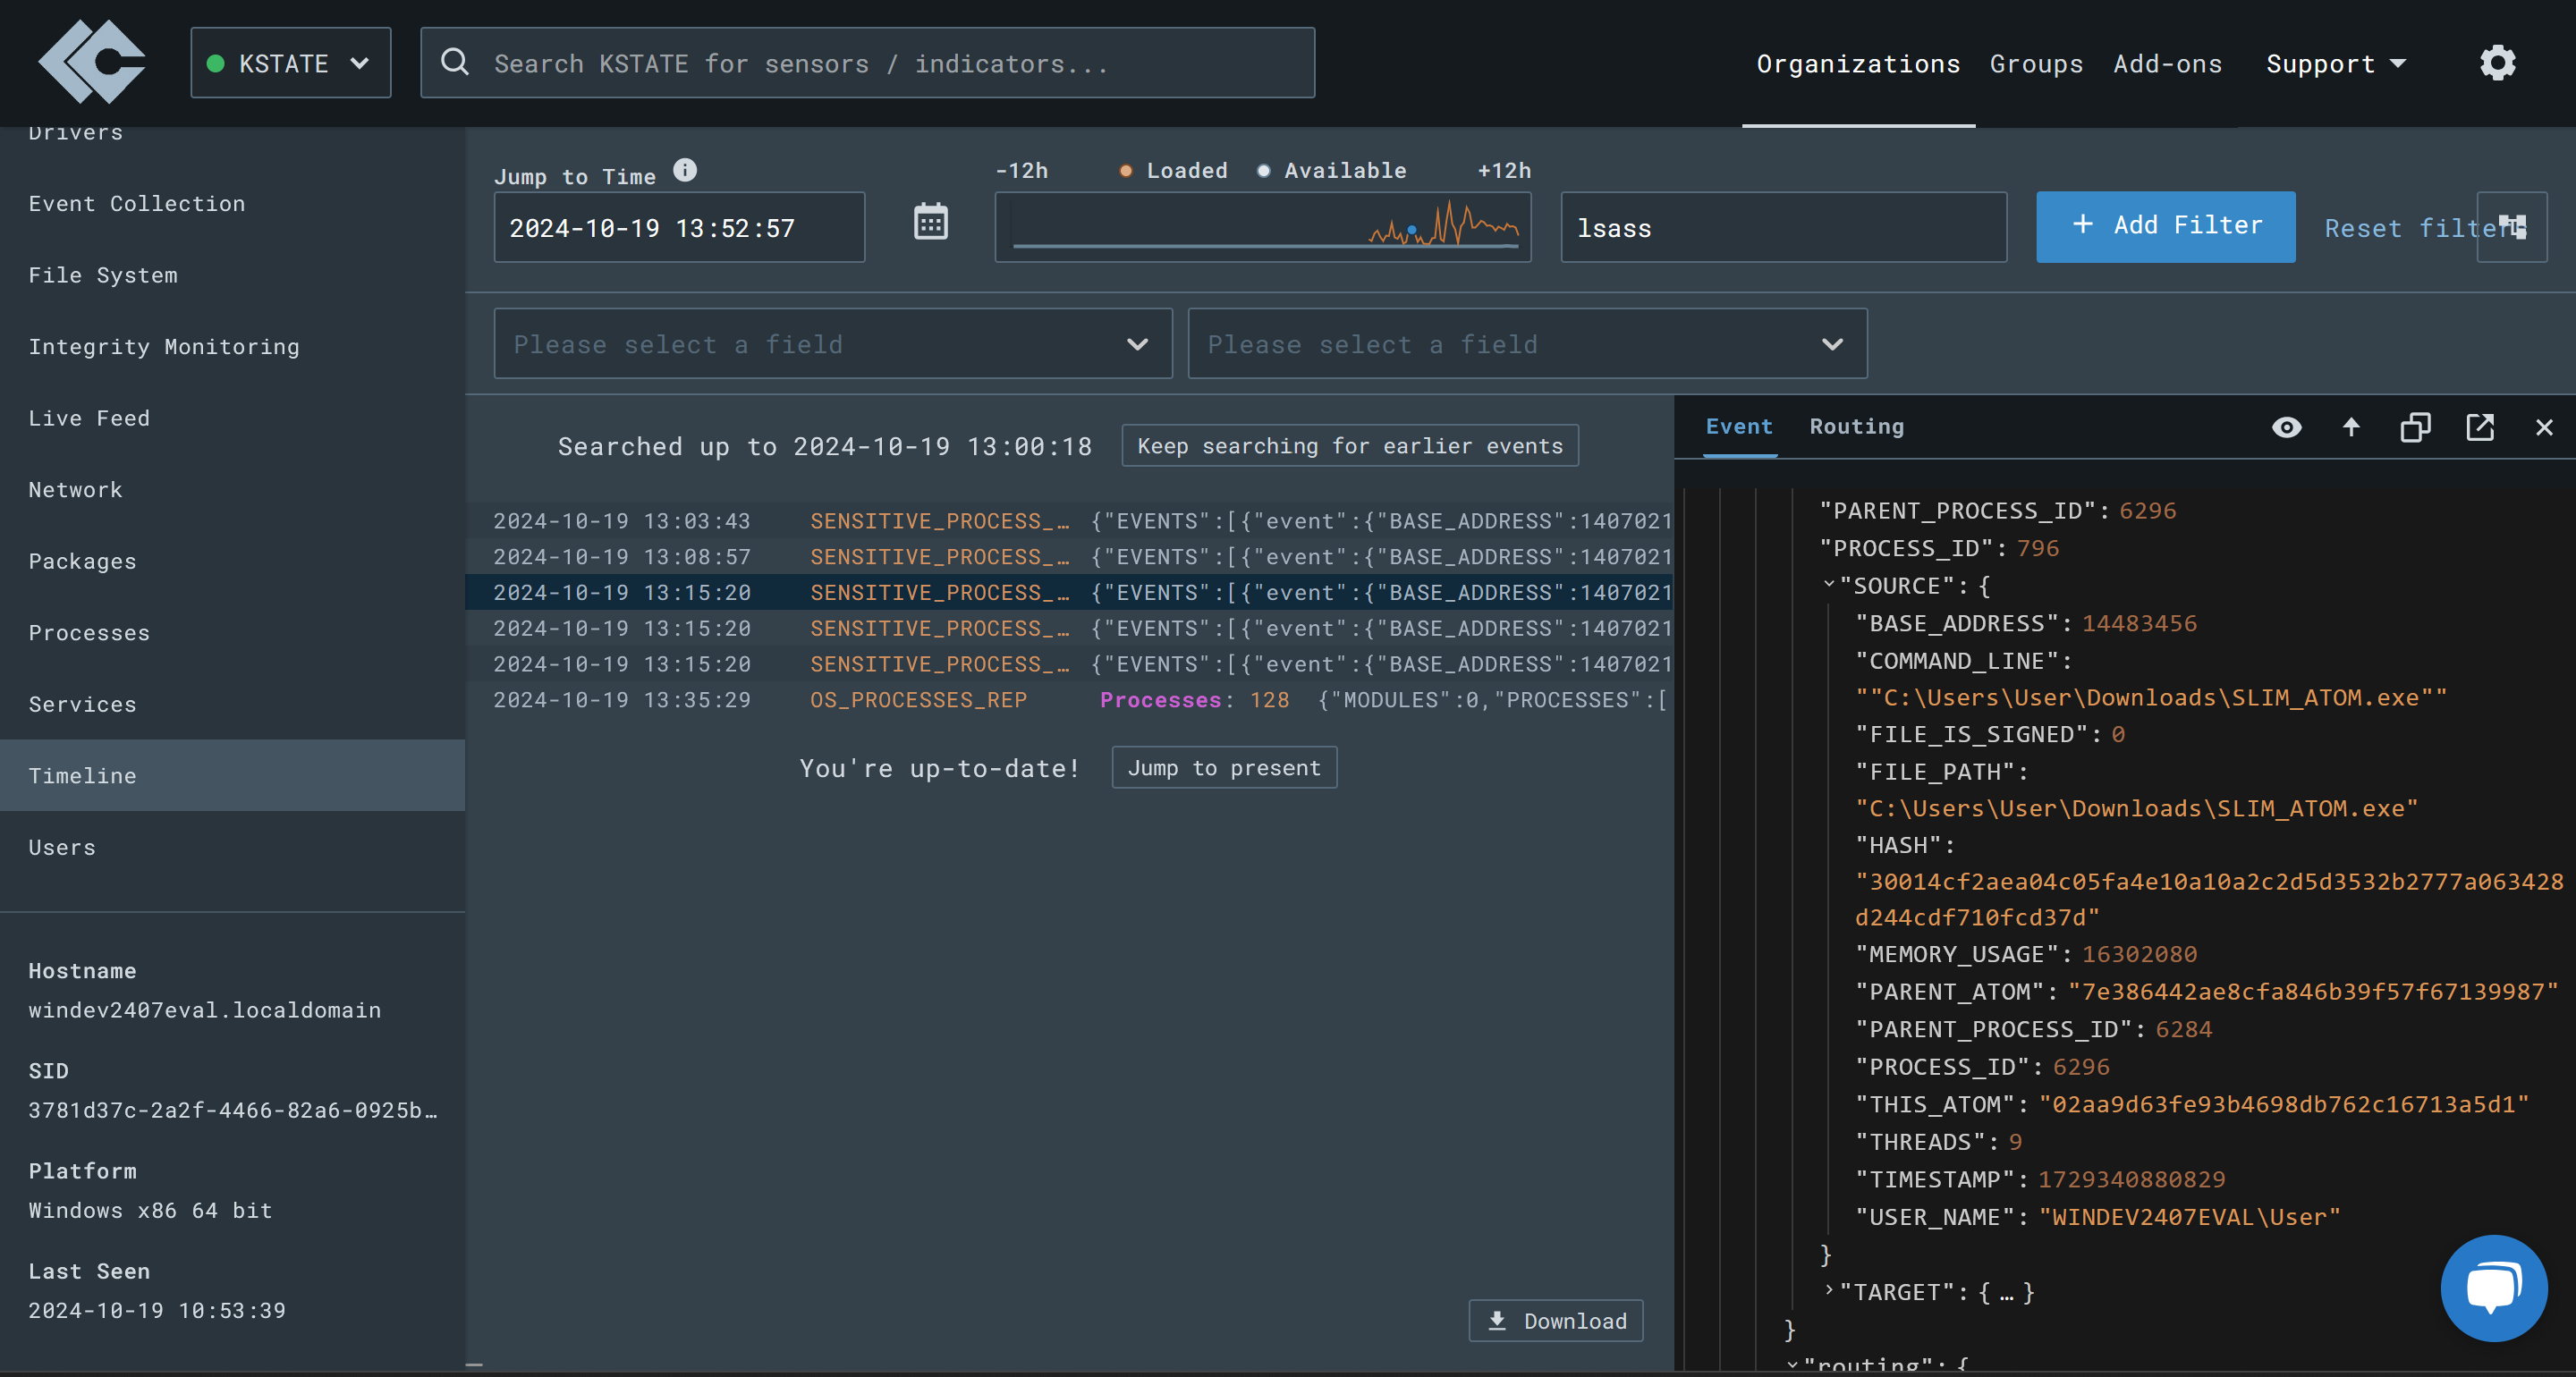 KSTATE
Search KSTATE for sensors / indicators...
Organizations
Groups
Add-ons
Support
Drivers
Event Collection
File System
Integrity Monitoring
Live Feed
Network
Packages
Processes
Services
Timeline
Users
Hostname
windev2407eval.localdomain
SID
3781d37c-2a2f-4466-82a6-0925b…
Platform
Windows x86 64 bit
Last Seen
2024-10-19 10:53:39
Jump to Time
-12h
Loaded
Available
+12h
2024-10-19 13:52:57
lsass
+ Add Filter
Reset filter
Please select a field
Please select a field
Searched up to 2024-10-19 13:00:18
Keep searching for earlier events
2024-10-19 13:03:43 SENSITIVE_PROCESS_… {"EVENTS":[{"event":{"BASE_ADDRESS":1407021
2024-10-19 13:08:57 SENSITIVE_PROCESS_… {"EVENTS":[{"event":{"BASE_ADDRESS":1407021
2024-10-19 13:15:20 SENSITIVE_PROCESS_… {"EVENTS":[{"event":{"BASE_ADDRESS":1407021
2024-10-19 13:15:20 SENSITIVE_PROCESS_… {"EVENTS":[{"event":{"BASE_ADDRESS":1407021
2024-10-19 13:15:20 SENSITIVE_PROCESS_… {"EVENTS":[{"event":{"BASE_ADDRESS":1407021
2024-10-19 13:35:29 OS_PROCESSES_REP Processes: 128 {"MODULES":0,"PROCESSES":[
You're up-to-date!
Jump to present
Download
Event
Routing
"PARENT_PROCESS_ID": 6296
"PROCESS_ID": 796
"SOURCE": {
"BASE_ADDRESS": 14483456
"COMMAND_LINE":
""C:\Users\User\Downloads\SLIM_ATOM.exe""
"FILE_IS_SIGNED": 0
"FILE_PATH":
"C:\Users\User\Downloads\SLIM_ATOM.exe"
"HASH":
"30014cf2aea04c05fa4e10a10a2c2d5d3532b2777a063428
d244cdf710fcd37d"
"MEMORY_USAGE": 16302080
"PARENT_ATOM": "7e386442ae8cfa846b39f57f67139987"
"PARENT_PROCESS_ID": 6284
"PROCESS_ID": 6296
"THIS_ATOM": "02aa9d63fe93b4698db762c16713a5d1"
"THREADS": 9
"TIMESTAMP": 1729340880829
"USER_NAME": "WINDEV2407EVAL\User"
}
"TARGET": { … }
}
"routing": {